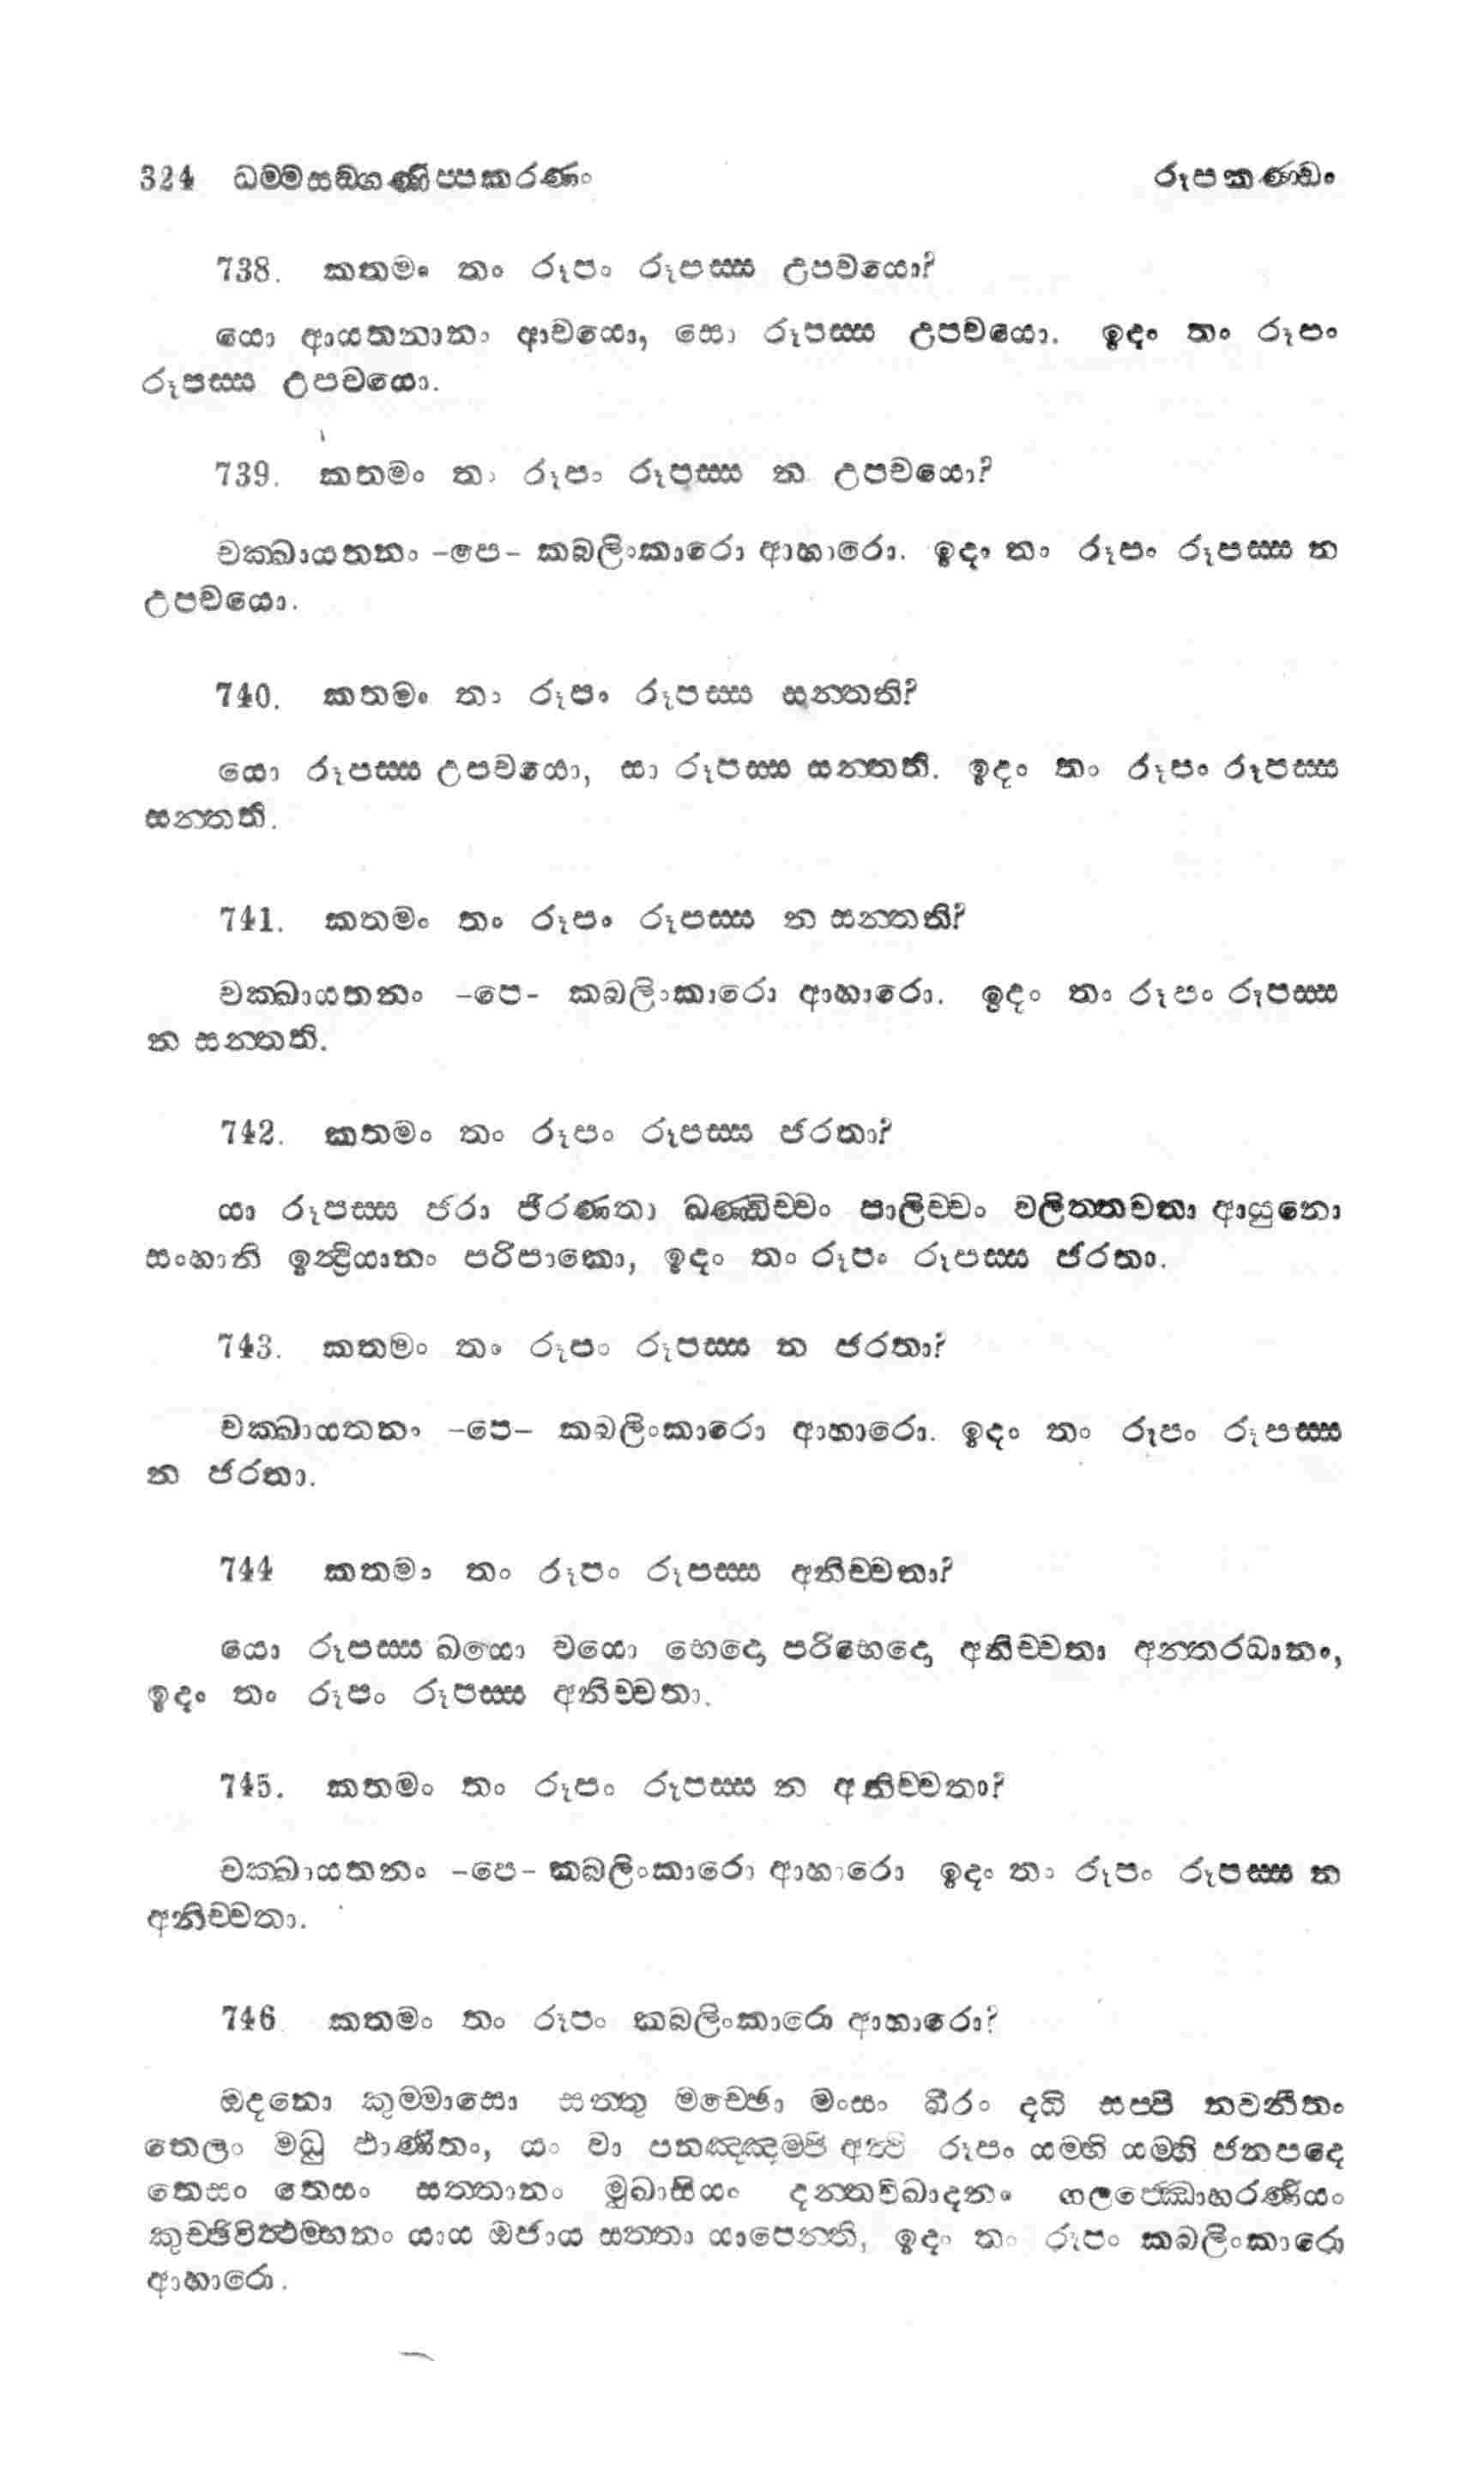 324 ධම්මසඞ්ගණිප්පකරණං රූපකණ්ඩං
738. කතමං තං රූපං රූපස්ස උපචයො?
යො ආයතනානං ආචයො, සො රූපස්ස උපචයො. ඉදං තං රූපං
රූපස්ස උපචයො.
739. කතමං තං රූපං රූපස්ස න උපචයො?
චක්ඛායතනං -පෙ- කබලිංකාරො ආහාරො. ඉදං තං රූපං රූපස්ස න
උපචයො.
740. කතමං තං රූපං රූපස්ස සන්තති?
යො රූපස්ස උපචයො, සා රූපස්ස සන්තති. ඉදං තං රූපං රූපස්ස
සන්තති.
741. කතමං තං රූපං රූපස්ස න සන්තති?
චක්ඛායතනං -පෙ- කබලිංකාරො ආහාරො. ඉදං තං රූපං රූපස්ස
න සන්තති.
742. කතමං තං රූපං රූපස්ස ජරතා?
යා රූපස්ස ජරා ජීරණතා ඛණ්ඩිච්චං පාලිච්චං වලිත්තචතා ආයුනො
සංහානි ඉන්ද්‍රියානං පරිපාකො, ඉදං තං රූපං රූපස්ස ජරතා.
743. කතමං තං රූපං රූපස්ස න ජරතා?
චක්ඛායතනං -පෙ- කබලිංකාරො ආහාරො. ඉදං තං රූපං රූපස්ස
න ජරතා.
744 කතමං තං රූපං රූපස්ස අනිච්චතා?
යො රූපස්ස ඛයො වයො භෙදො පරිභෙදො අනිච්චතා අන්තරධානං,
ඉදං තං රූපං රූපස්ස අනිච්චතා.
745. කතමං තං රූපං රූපස්ස න අනිච්චතා?
චක්ඛායතනං -පෙ- කබලිංකාරො ආහාරො ඉදං තං රූපං රූපස්ස න
අනිච්චතා.
746 කතමං තං රූපං කබලිංකාරො ආහාරො?
ඔදනො කුම්මාසො සත්තු මච්ඡො මංසං ඛීරං දධි සප්පි නවනීතං
තෙලං මධු ඵාණිතං, යං වා පනඤ්ඤම්පි අත්ථි රූපං යම්හි යම්හි ජනපදෙ
තෙසං තෙසං සත්තානං මුඛාසියං දන්තවිඛාදනං ගලජ්ඣොහරණීයං
කුච්ඡිවිත්ථම්භනං යාය ඔජාය සත්තා යාපෙන්ති, ඉදං තං රූපං කබලිංකාරො
ආහාරො.